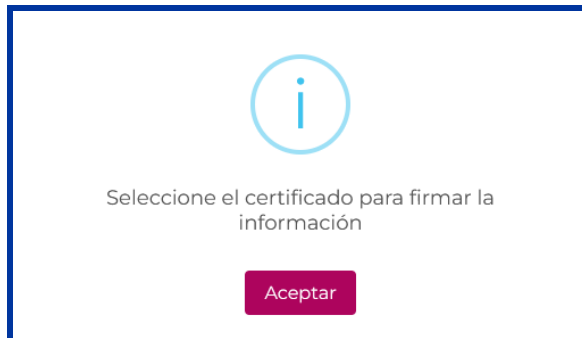 Seleccione el certificado para firmar la
información
Aceptar